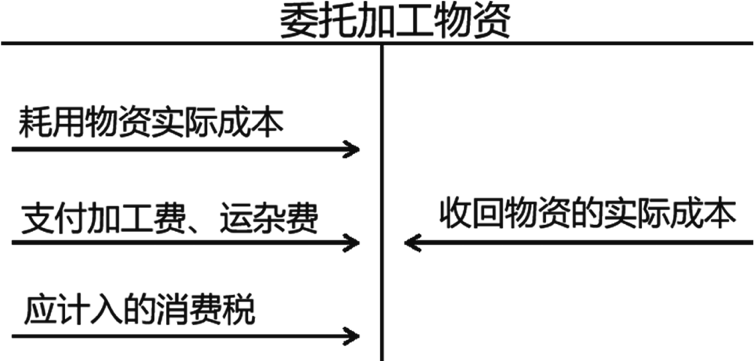 委托加工物资
耗用物资实际成本
支付加工费、运杂费
收回物资的实际成本
应计入的消费税